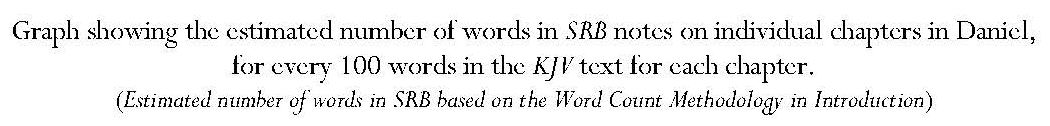 Graph showing the estimated number of words in SRB notes on individual chapters in Daniel,
for every 100 words in the KJV text for each chapter.
(Estimated number of words in SRB based on the Word Count Methodology in Introduction)